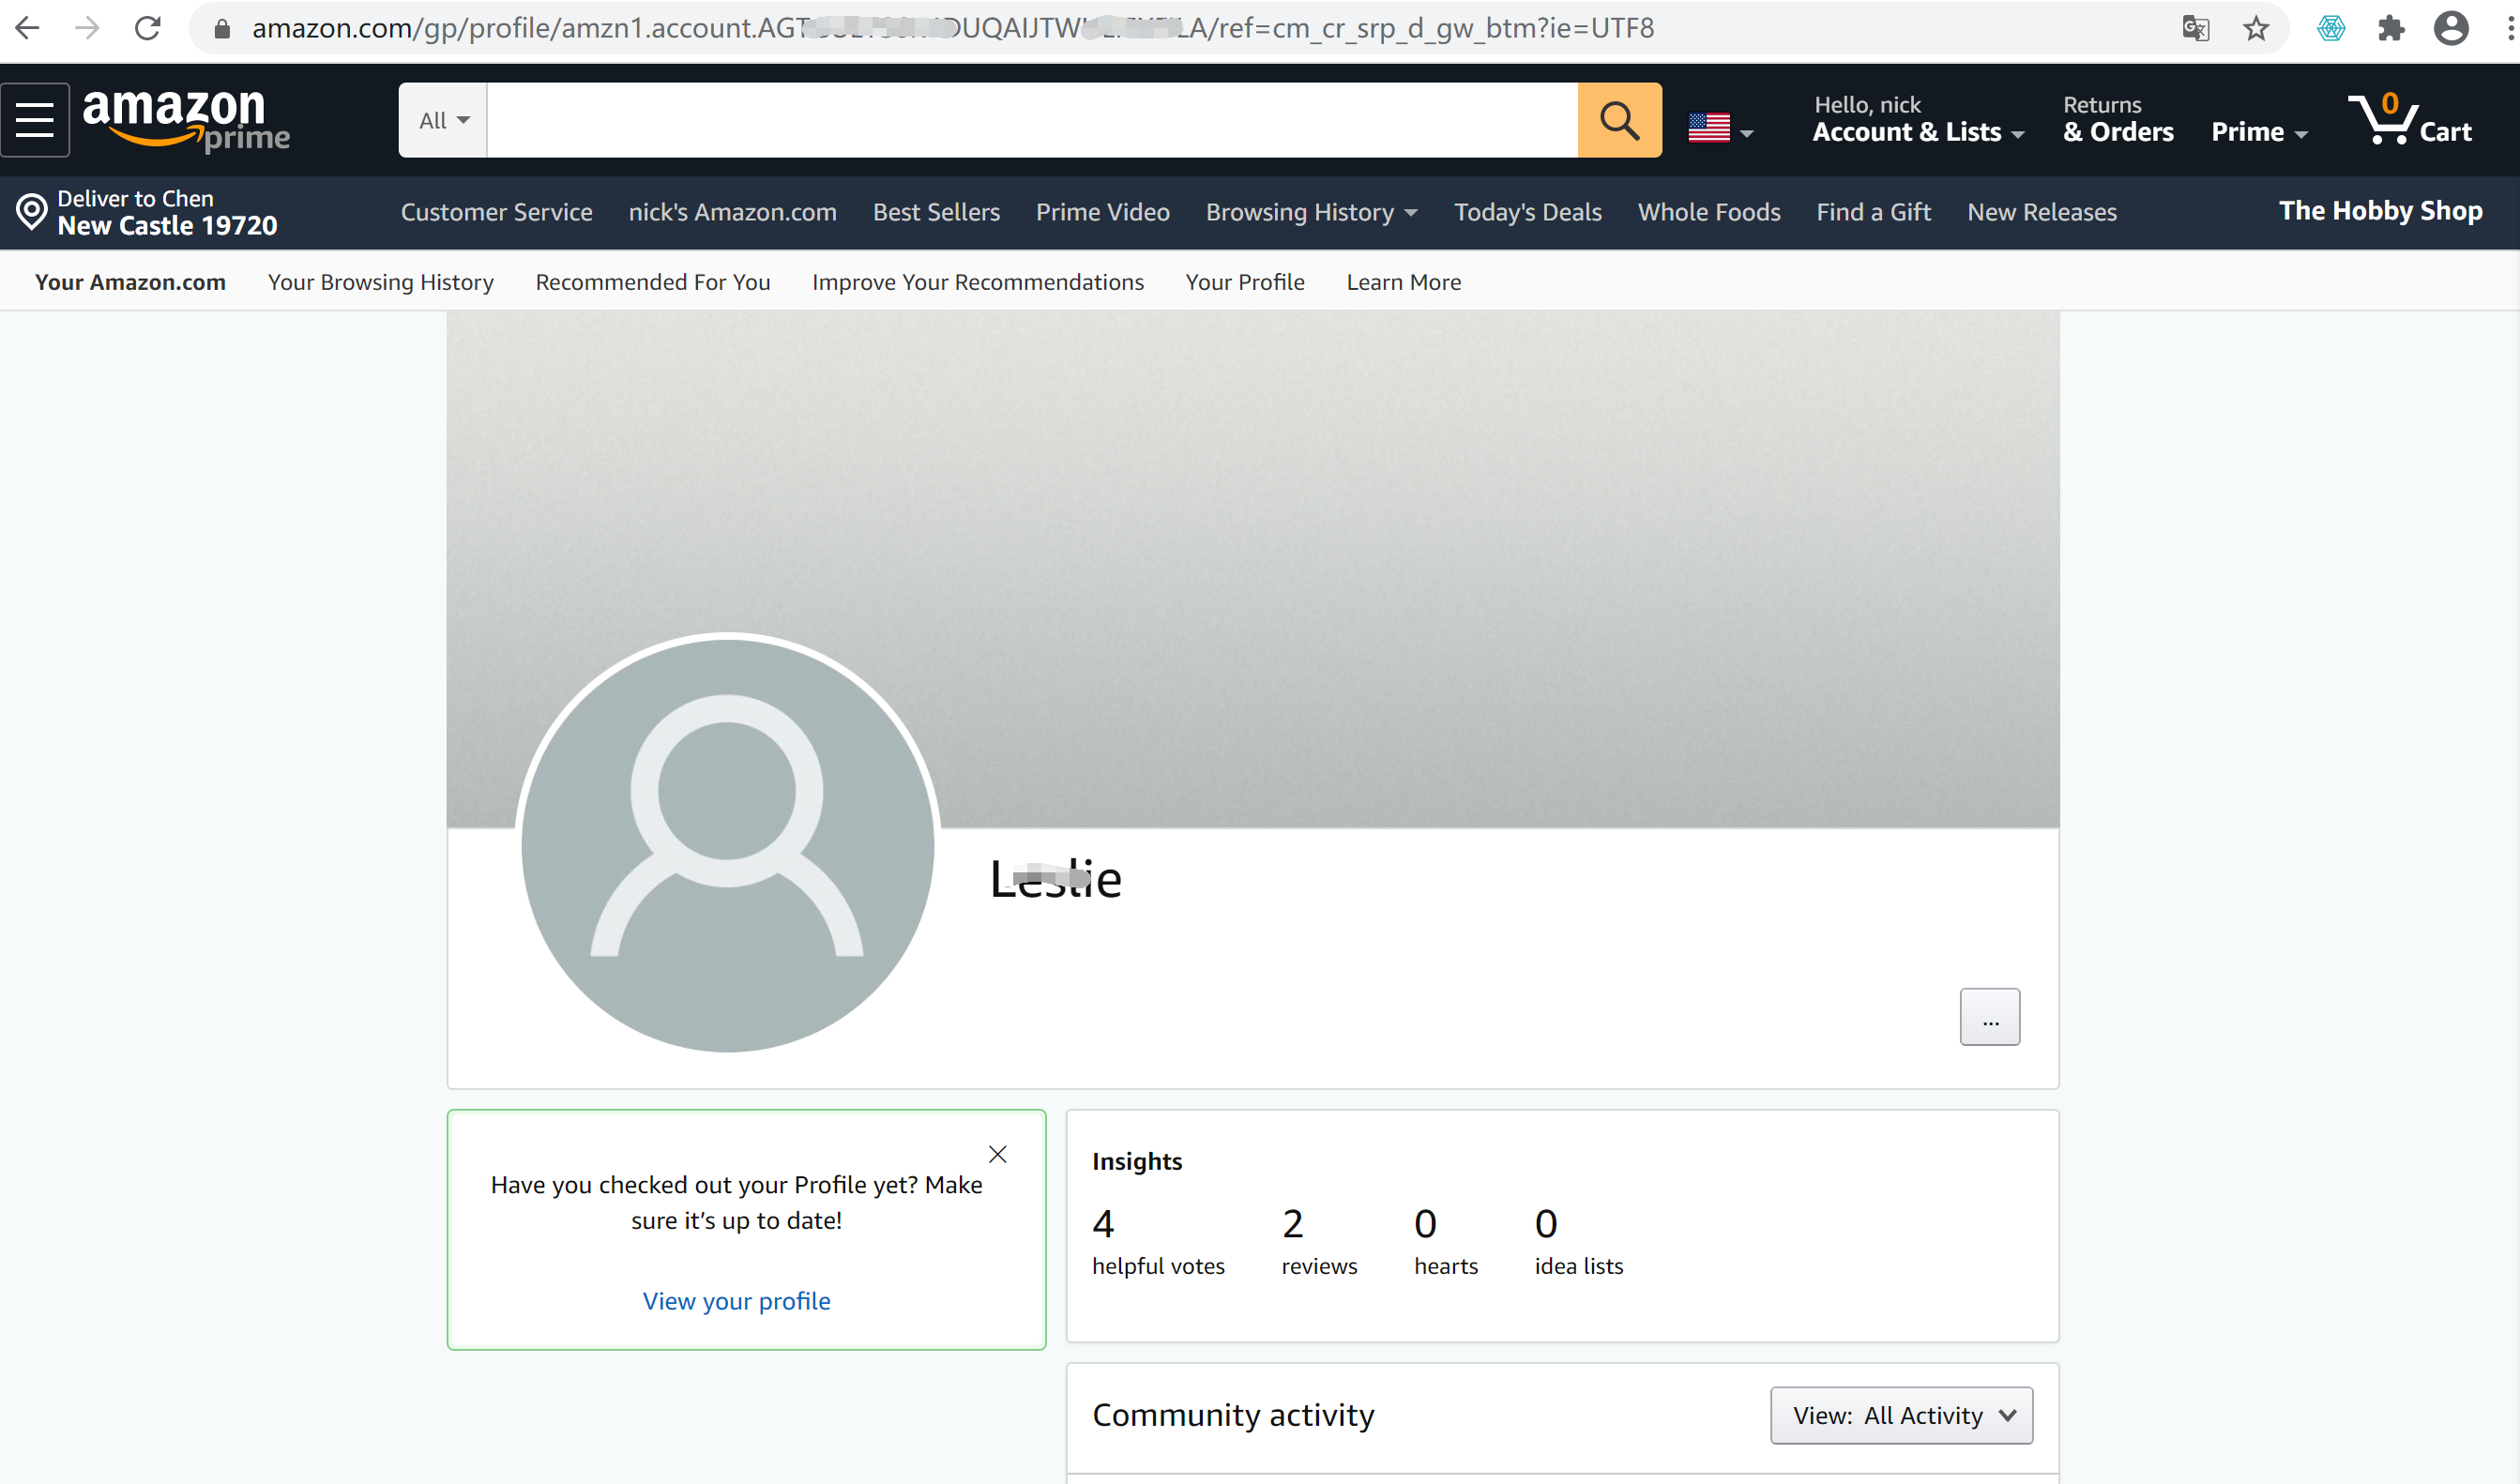 amazon.com/gp/profile/amzn1.account.AGT DUQAIJTW LA/ref=cm_cr_srp_d_gw_btm?ie=UTF8
amazon prime
All
Hello, nick
Account & Lists
Returns
& Orders
Prime
0
Cart
Deliver to Chen
New Castle 19720
Customer Service
nick's Amazon.com
Best Sellers
Prime Video
Browsing History
Today's Deals
Whole Foods
Find a Gift
New Releases
The Hobby Shop
Your Amazon.com
Your Browsing History
Recommended For You
Improve Your Recommendations
Your Profile
Learn More
...
Have you checked out your Profile yet? Make
sure it’s up to date!
View your profile
Insights
4
helpful votes
2
reviews
0
hearts
0
idea lists
Community activity
View: All Activity